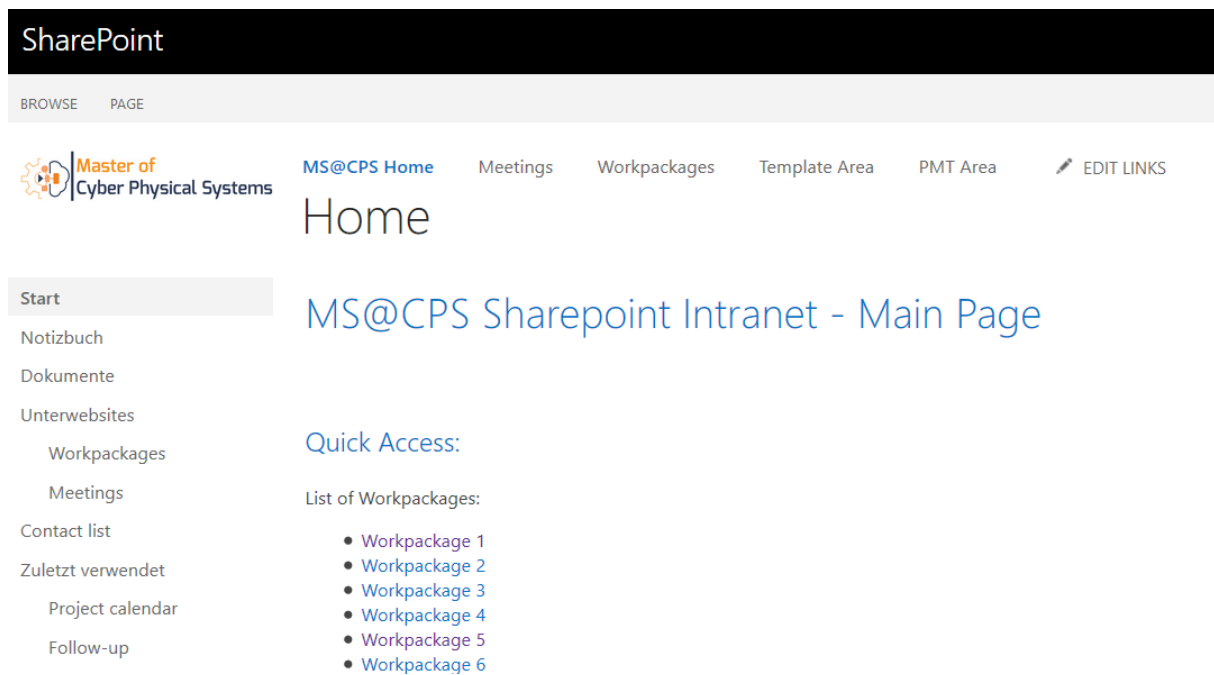 SharePoint
BROWSE PAGE
Master of
Cyber Physical Systems
MS@CPS Home Meetings Workpackages Template Area PMT Area EDIT LINKS
Home
Start
Notizbuch
Dokumente
Unterwebsites
Workpackages
Meetings
Contact list
Zuletzt verwendet
Project calendar
Follow-up
MS@CPS Sharepoint Intranet - Main Page
Quick Access:
List of Workpackages:
Workpackage 1
Workpackage 2
Workpackage 3
Workpackage 4
Workpackage 5
Workpackage 6